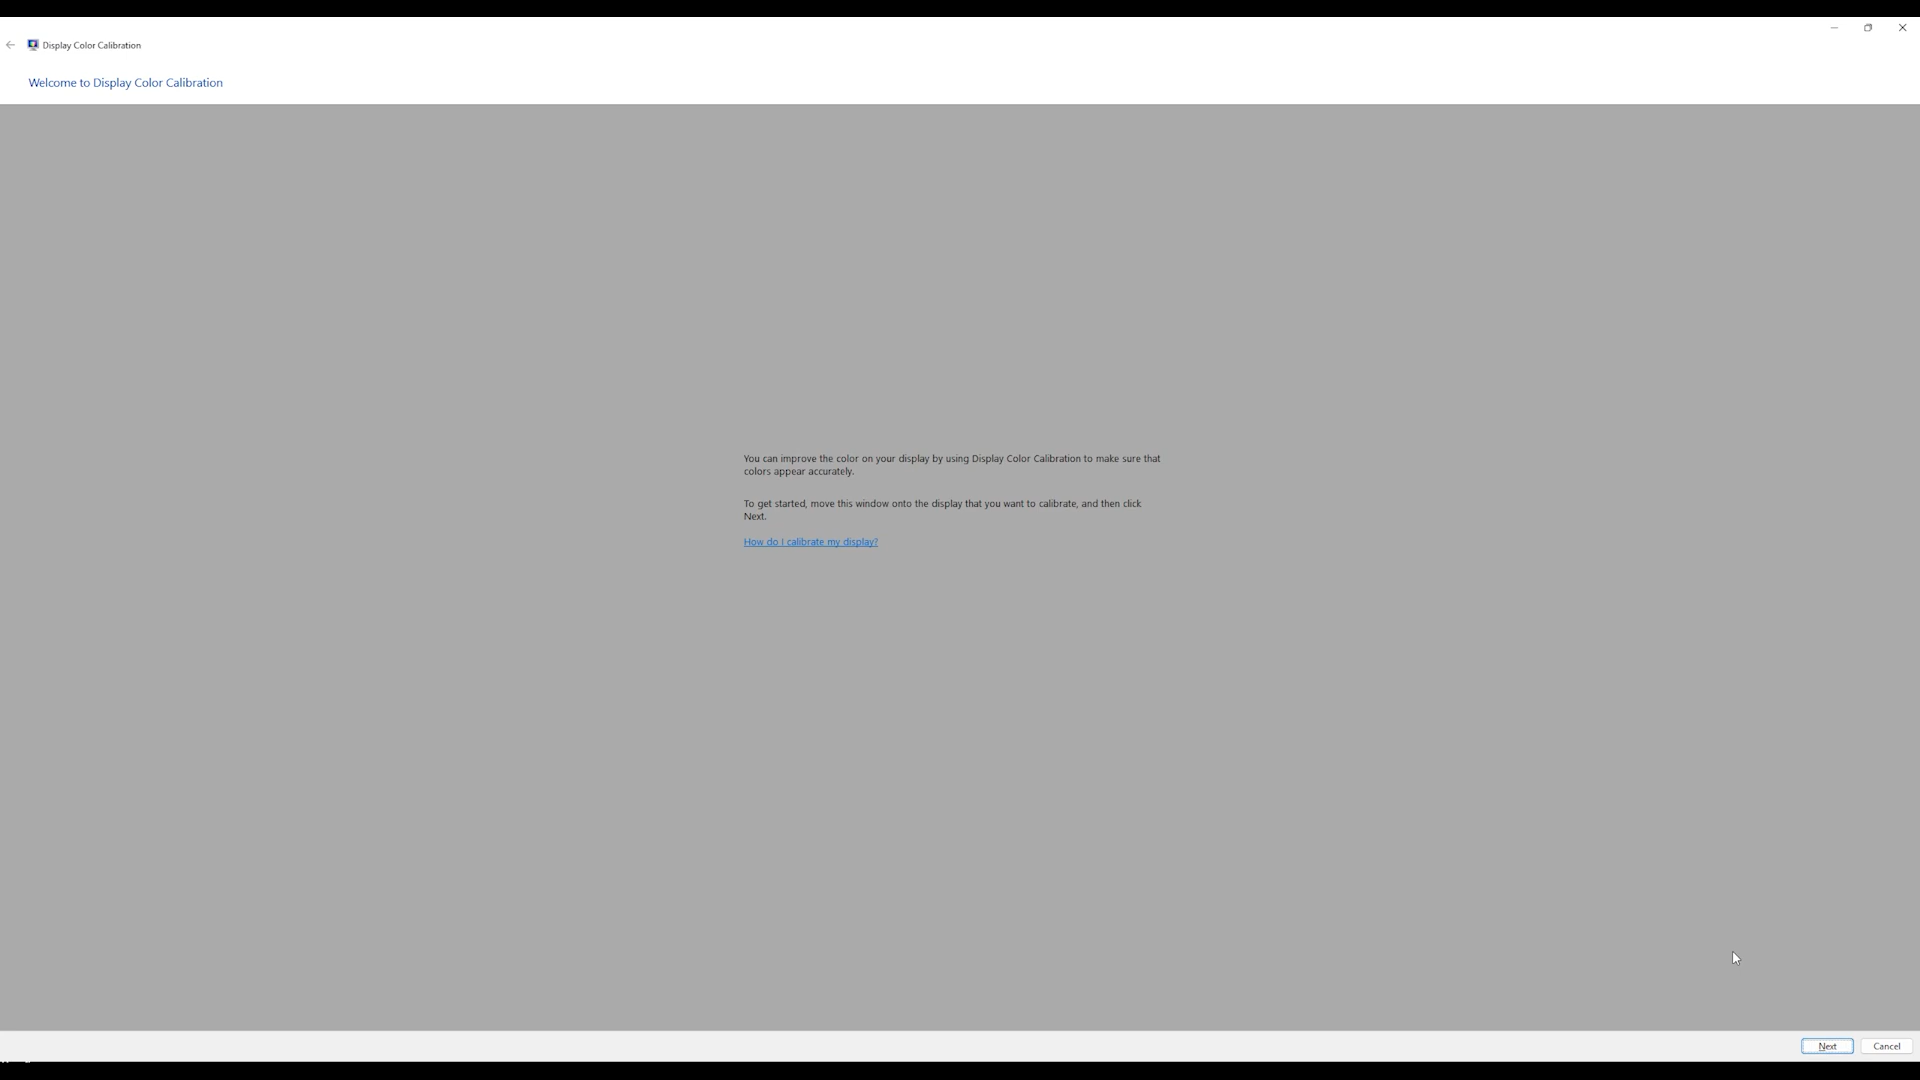 Display Color Calibration
Welcome to Display Color Calibration
You can improve the color on your display by using Display Color Calibration to make sure that
colors appear accurately.
To get started, move this window onto the display that you want to calibrate, and then click
Next.
How do I calibrate my display?
Next
Cancel